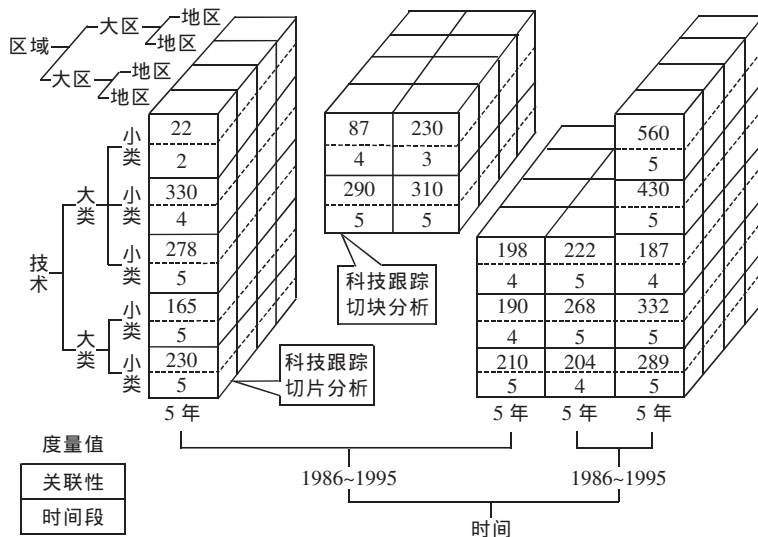 区域
大区
地区
地区
大区
地区
地区
技术
大类
小类
小类
小类
大类
小类
小类
22
2
330
4
278
5
165
5
230
5
87 230
4 3
290 310
5 5
科技跟踪
切块分析
科技跟踪
切片分析
560
5
430
5
198 222 187
4 5 4
190 268 332
4 5 5
210 204 289
5 4 5
5 年 5 年 5 年 5 年
度量值
关联性
时间段
1986~1995 1986~1995
时间